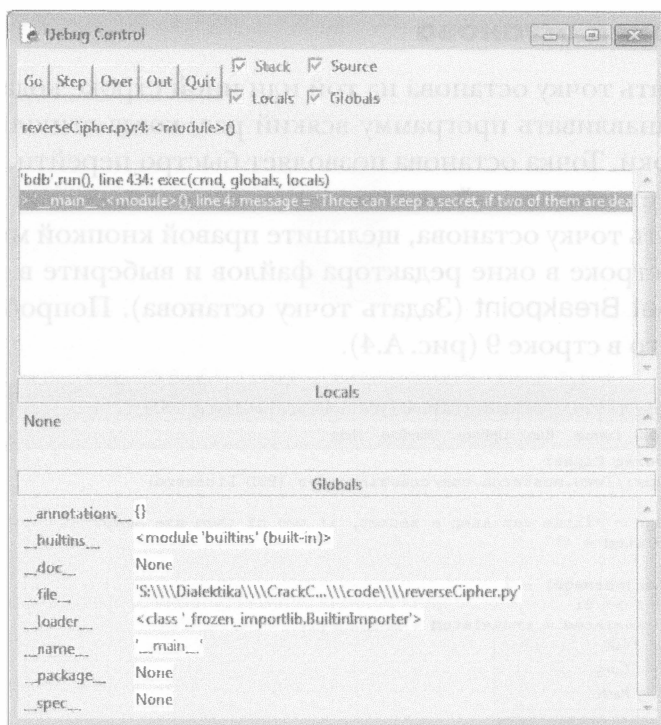 Debug Control
Go Step Over Out Quit Stack Source
Locals Globals
reverseCipher.py:4: <module>()
'bdb'.run(), line 434: exec(cmd, globals, locals)
> '__main__'.<module>(), line 4: message = 'Three can keep a secret, if two of them are dea
Locals
None
Globals
__annotations__ {}
__builtins__ <module 'builtins' (built-in)>
__doc__ None
__file__ 'S:\\\\Dialektika\\\\CrackC...\\\code\\\\reverseCipher.py'
__loader__ <class '_frozen_importlib.BuiltinImporter'>
__name__ '__main__'
__package__ None
__spec__ None